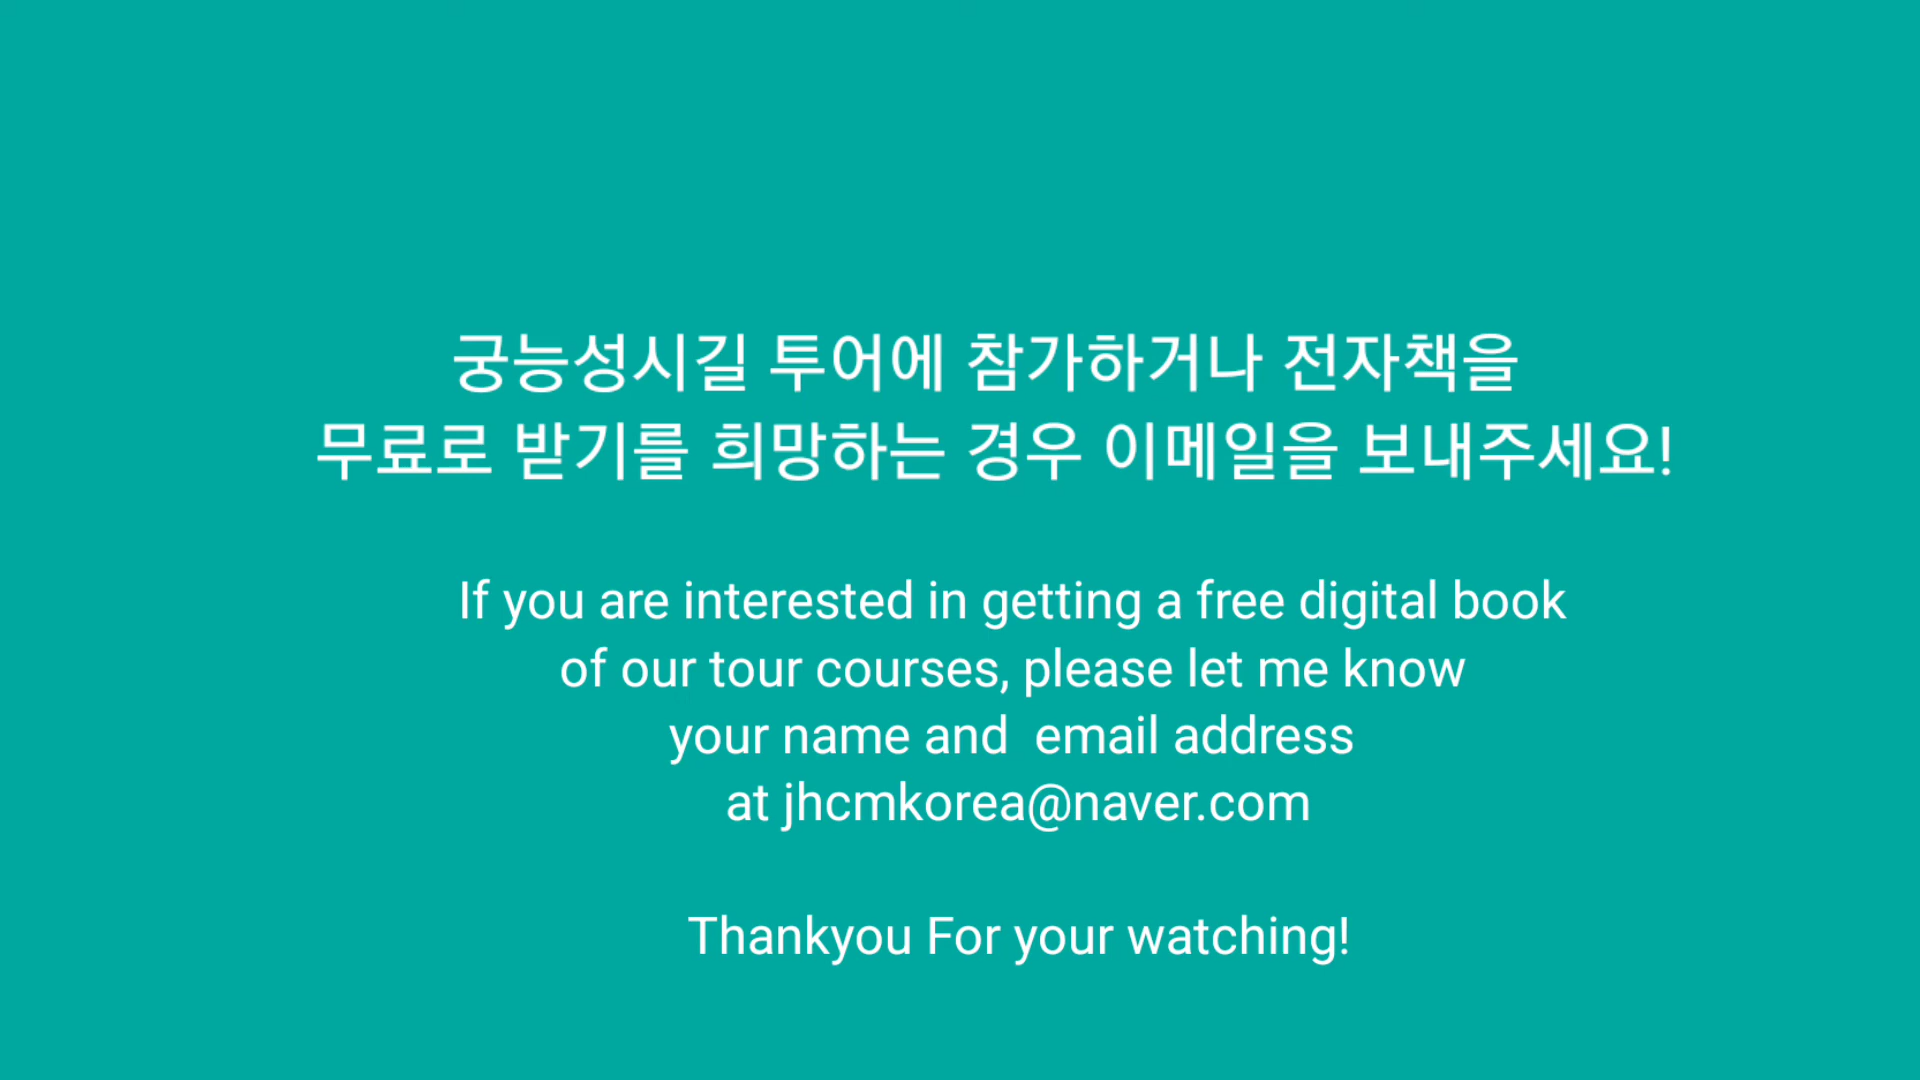 궁능성시길 투어에 참가하거나 전자책을
무료로 받기를 희망하는 경우 이메일을 보내주세요!
If you are interested in getting a free digital book
of our tour courses, please let me know
your name and  email address
at jhcmkorea@naver.com
Thankyou For your watching!